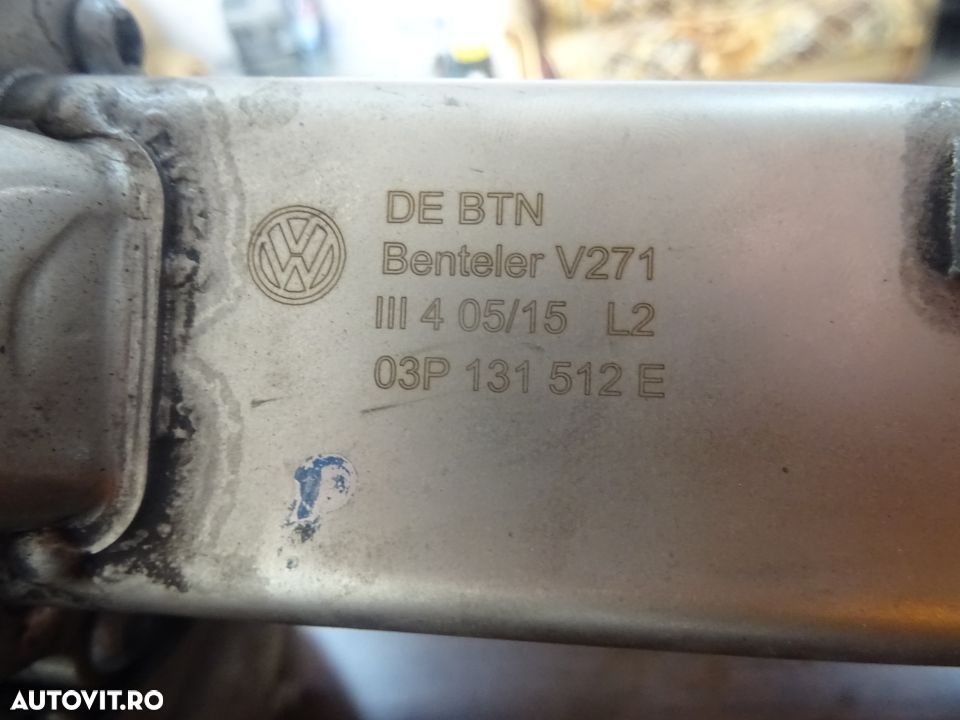 DE BTN
Benteler V271
III 4 05/15 L2
03P 131 512 E
P
AUTOVIT.RO